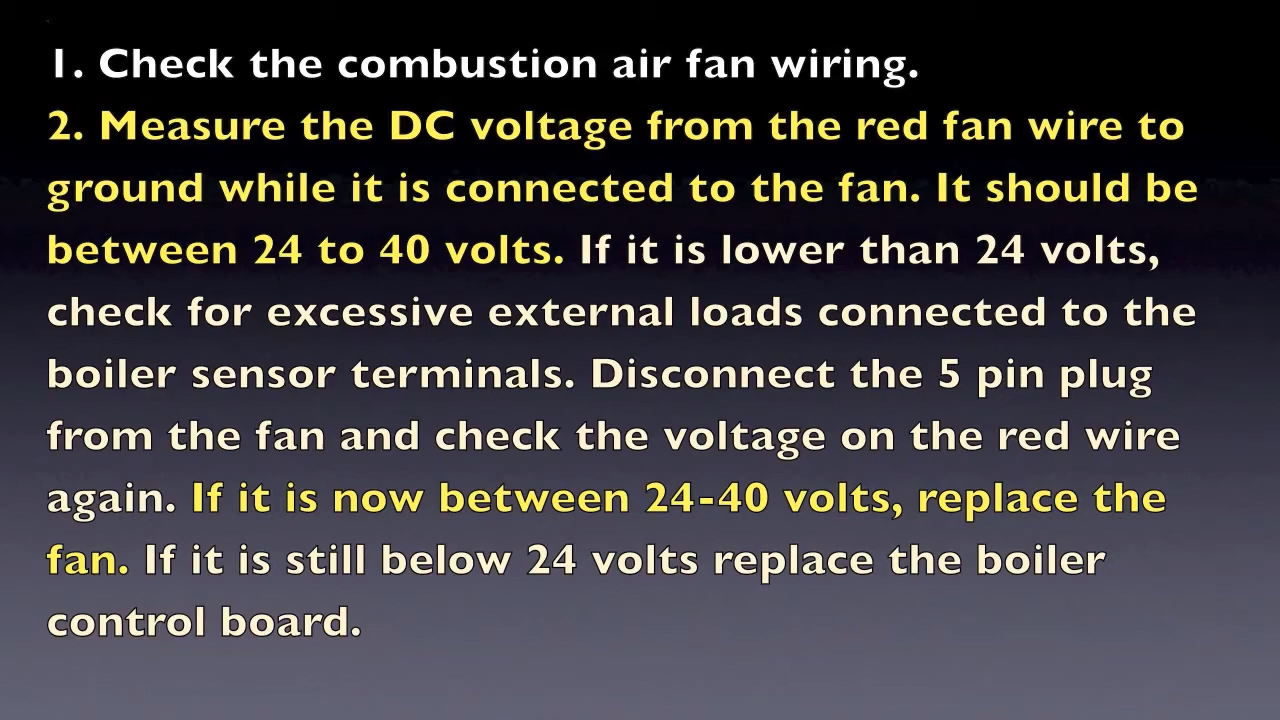 1. Check the combustion air fan wiring.
2. Measure the DC voltage from the red fan wire to
ground while it is connected to the fan. It should be
between 24 to 40 volts. If it is lower than 24 volts,
check for excessive external loads connected to the
boiler sensor terminals. Disconnect the 5 pin plug
from the fan and check the voltage on the red wire
again. If it is now between 24-40 volts, replace the
fan. If it is still below 24 volts replace the boiler
control board.